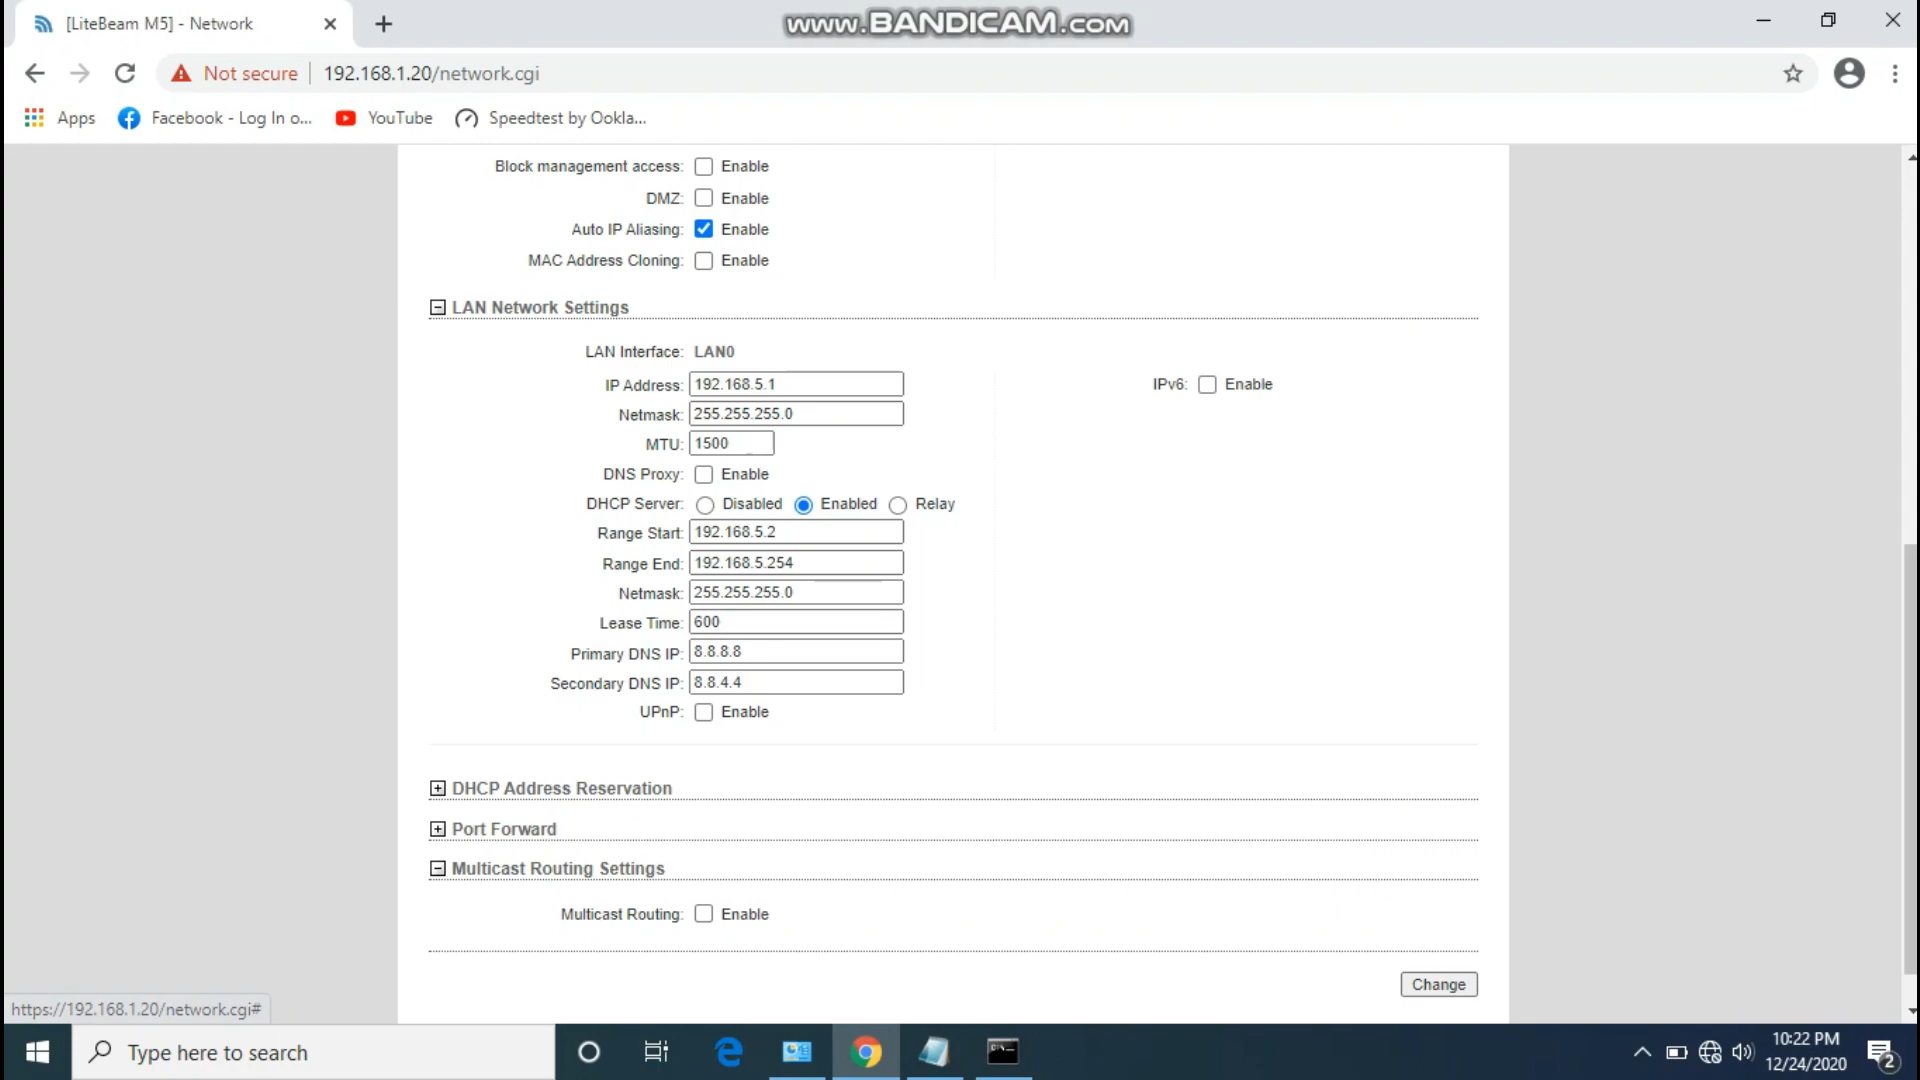 [LiteBeam M5] - Network
www.BANDICAM.com
Not secure
192.168.1.20/network.cgi
Apps
Facebook - Log In o...
YouTube
Speedtest by Ookla...
Block management access: Enable
DMZ: Enable
Auto IP Aliasing: Enable
MAC Address Cloning: Enable
LAN Network Settings
LAN Interface: LAN0
IP Address: 192.168.5.1
IPv6: Enable
Netmask: 255.255.255.0
MTU: 1500
DNS Proxy: Enable
DHCP Server: Disabled Enabled Relay
Range Start: 192.168.5.2
Range End: 192.168.5.254
Netmask: 255.255.255.0
Lease Time: 600
Primary DNS IP: 8.8.8.8
Secondary DNS IP: 8.8.4.4
UPnP: Enable
DHCP Address Reservation
Port Forward
Multicast Routing Settings
Multicast Routing: Enable
Change
https://192.168.1.20/network.cgi#
Type here to search
10:22 PM
12/24/2020
2